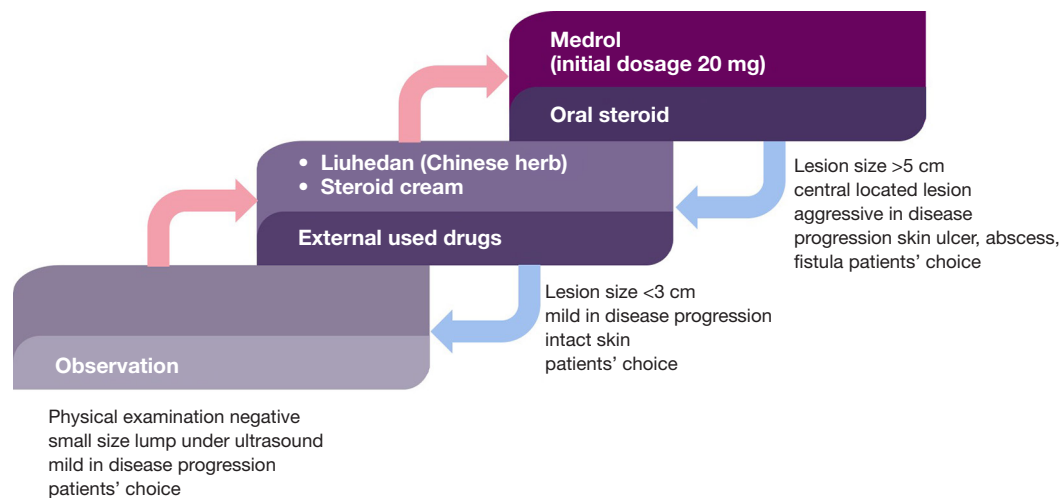 Medrol
(initial dosage 20 mg)
Oral steroid
• Liuhedan (Chinese herb)
• Steroid cream
External used drugs
Lesion size >5 cm
central located lesion
aggressive in disease
progression skin ulcer, abscess,
fistula patients’ choice
Observation
Lesion size <3 cm
mild in disease progression
intact skin
patients’ choice
Physical examination negative
small size lump under ultrasound
mild in disease progression
patients’ choice